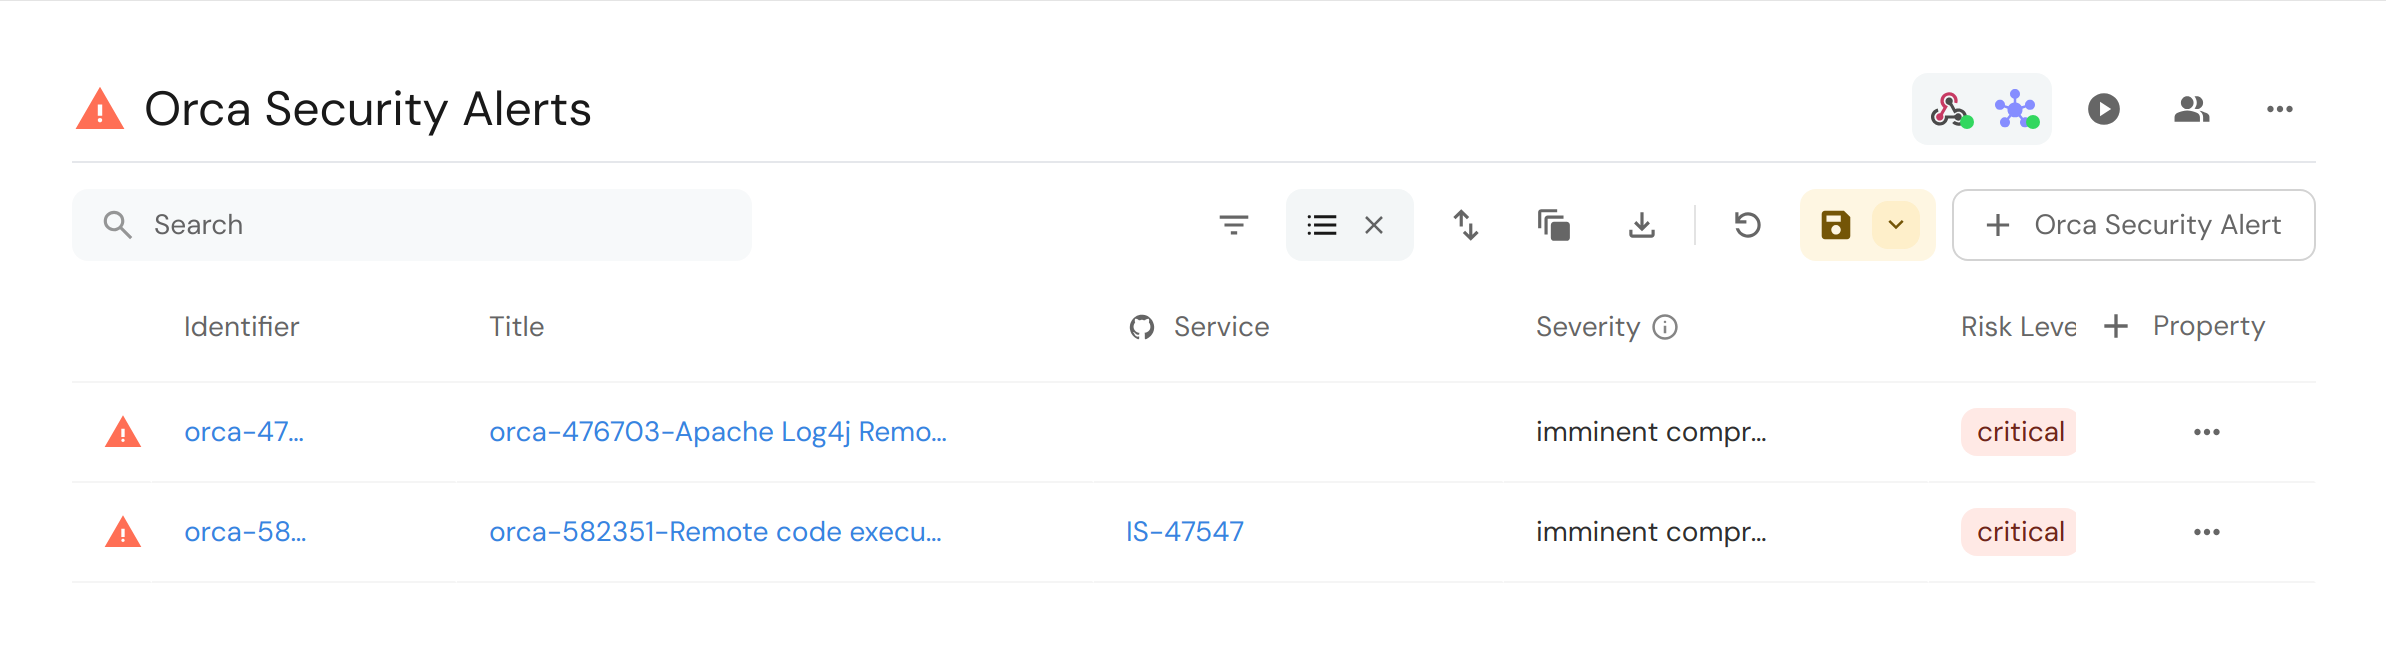 Orca Security Alerts
Search
Orca Security Alert
Identifier Title Service Severity Risk Leve Property
orca-47... orca-476703-Apache Log4j Remo... imminent compr... critical
orca-58... orca-582351-Remote code execu... IS-47547 imminent compr... critical